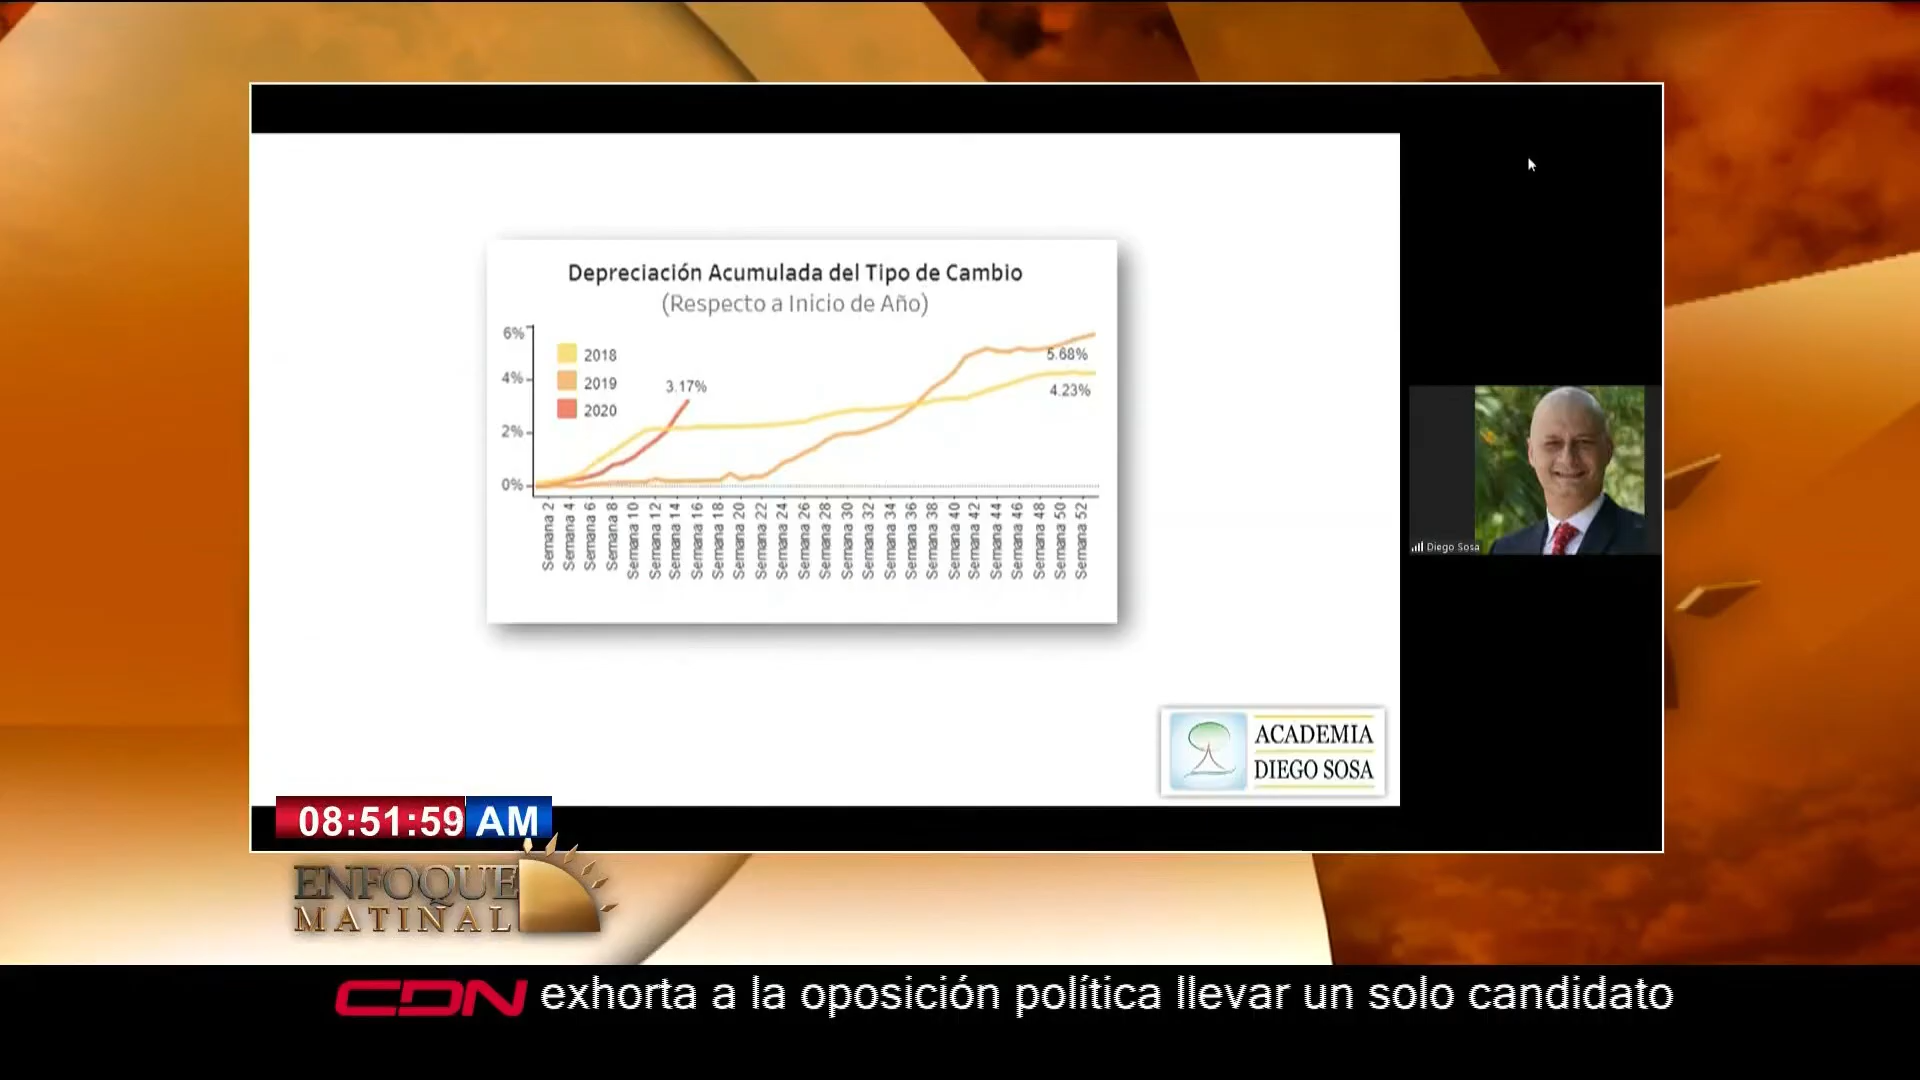 Depreciación Acumulada del Tipo de Cambio
(Respecto a Inicio de Año)
6%
4%
2%
0%
2018
2019
2020
3.17%
5.68%
4.23%
Semana 2
Semana 4
Semana 6
Semana 8
Semana 10
Semana 12
Semana 14
Semana 16
Semana 18
Semana 20
Semana 22
Semana 24
Semana 26
Semana 28
Semana 30
Semana 32
Semana 34
Semana 36
Semana 38
Semana 40
Semana 42
Semana 44
Semana 46
Semana 48
Semana 50
Semana 52
Diego Sosa
ACADEMIA
DIEGO SOSA
08:51:59 AM
ENFOQUE
MATINAL
CDN exhorta a la oposición política llevar un solo candidato